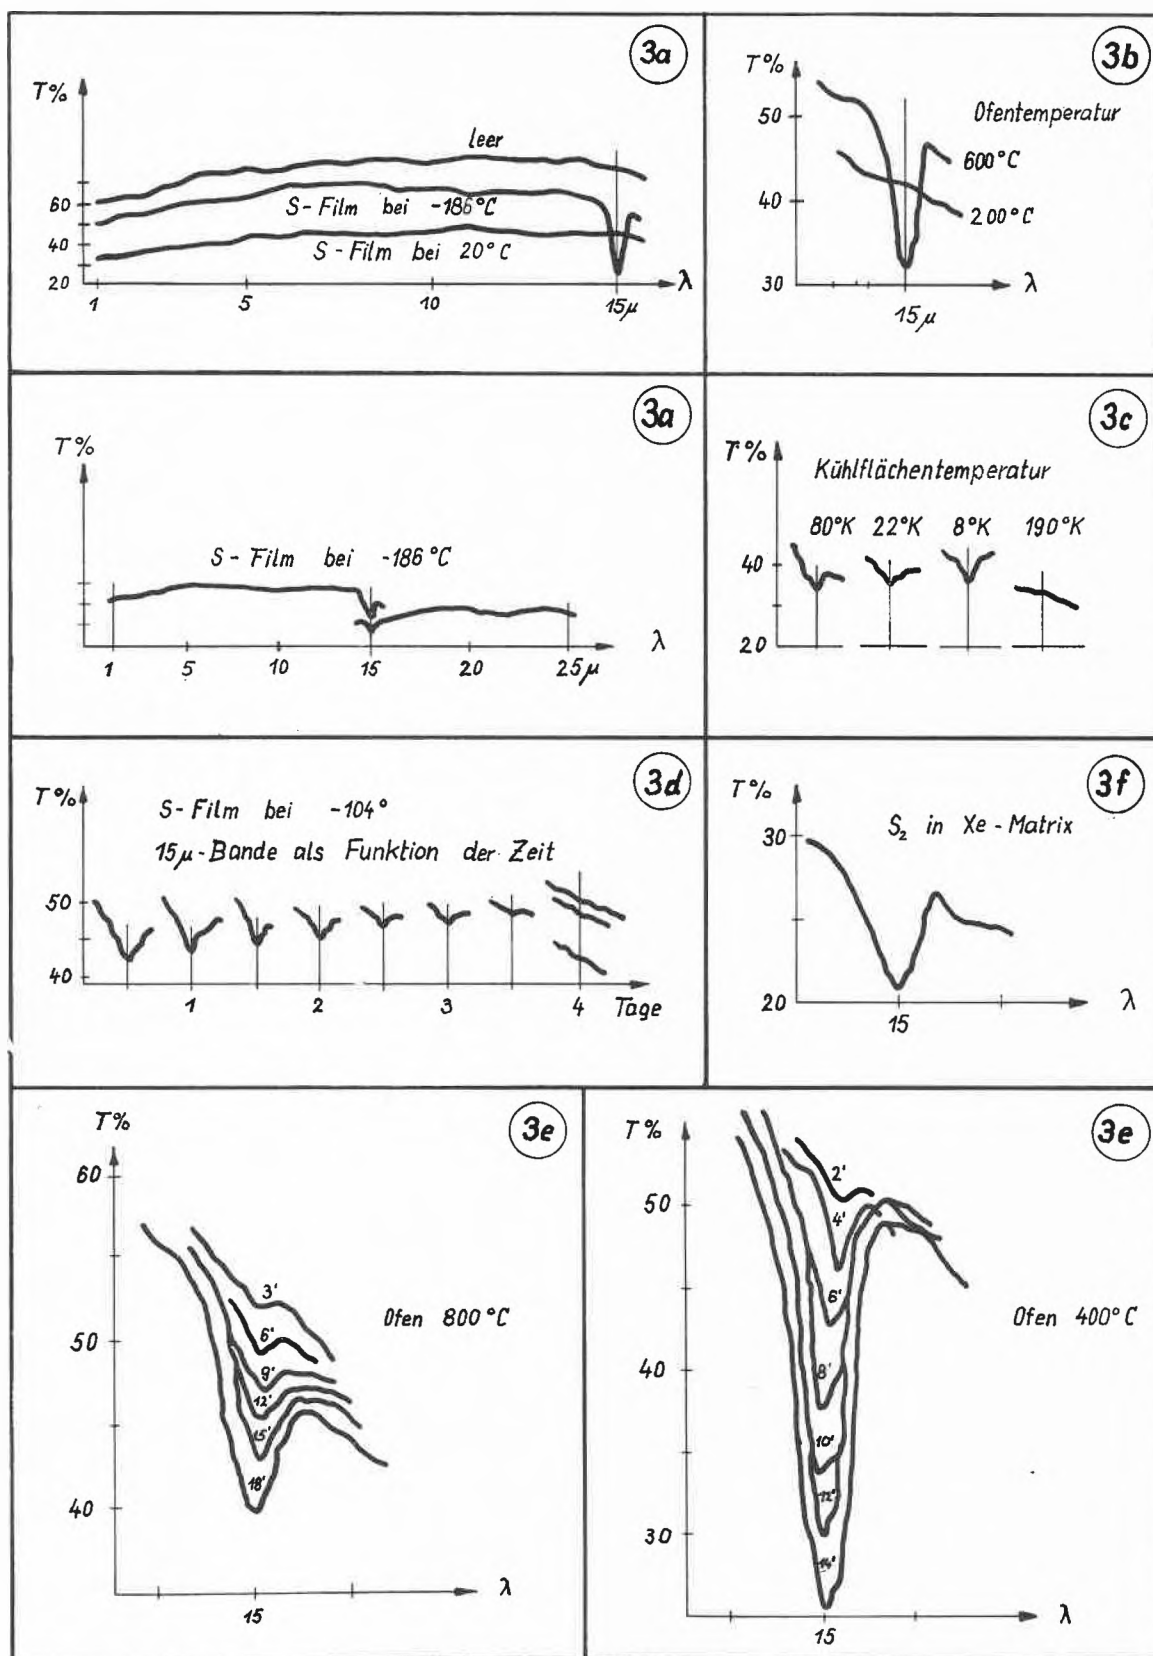 3a
T%
leer
S-Film bei -186°C
S-Film bei 20°C
60
40
20
1 5 10 15μ λ
3b
T%
Ofentemperatur
600°C
200°C
50
40
30
15μ λ
3a
T%
S-Film bei -186°C
1 5 10 15 20 25μ λ
3c
T%
Kühlflächentemperatur
80°K 22°K 8°K 190°K
40
20
3d
T%
S-Film bei -104°
15μ-Bande als Funktion der Zeit
50
40
1 2 3 4 Tage
3f
T%
S₂ in Xe-Matrix
30
20
15 λ
3e
T%
60
50
40
3'
6'
9'
12'
15'
18'
Ofen 800°C
15 λ
3e
T%
50
40
30
2'
4'
6'
8'
10'
12'
14'
Ofen 400°C
15 λ